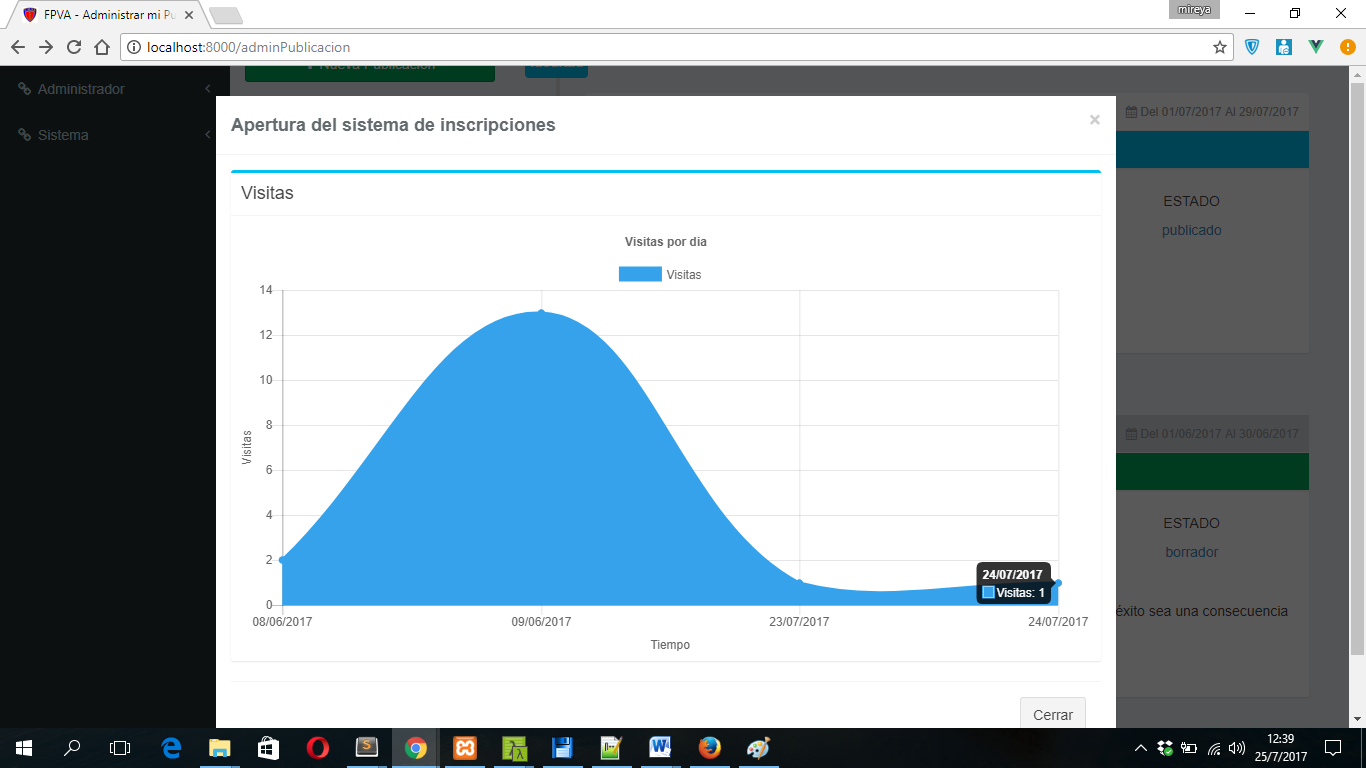 FPVA - Administrar mi Pu
mireya
localhost:8000/adminPublicacion
Nueva Publicación
Administrador
Sistema
Apertura del sistema de inscripciones
×
Del 01/07/2017 Al 29/07/2017
ESTADO
publicado
Visitas
Visitas por dia
Visitas
14
12
10
8
6
4
2
0
Visitas
08/06/2017
09/06/2017
23/07/2017
24/07/2017
Tiempo
24/07/2017
Visitas: 1
Del 01/06/2017 Al 30/06/2017
ESTADO
borrador
éxito sea una consecuencia
Cerrar
12:39
25/7/2017